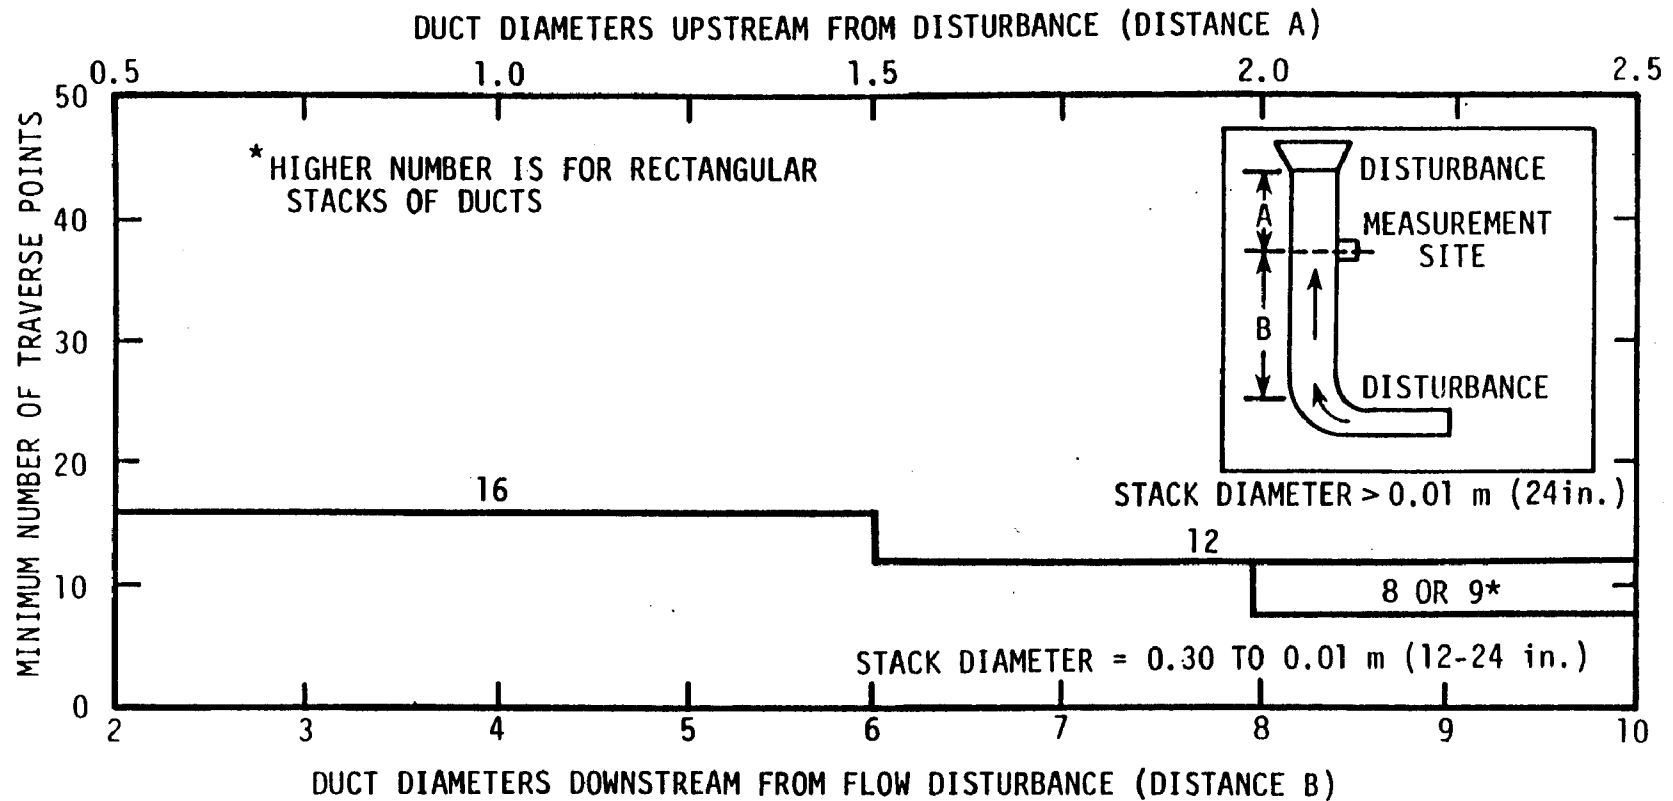 DUCT DIAMETERS UPSTREAM FROM DISTURBANCE (DISTANCE A)
0.5 1.0 1.5 2.0 2.5
50
40
30
20
10
0
MINIMUM NUMBER OF TRAVERSE POINTS
*HIGHER NUMBER IS FOR RECTANGULAR
STACKS OF DUCTS
DISTURBANCE
A
MEASUREMENT
SITE
B
DISTURBANCE
16
STACK DIAMETER > 0.01 m (24in.)
12
8 OR 9*
STACK DIAMETER = 0.30 TO 0.01 m (12-24 in.)
2 3 4 5 6 7 8 9 10
DUCT DIAMETERS DOWNSTREAM FROM FLOW DISTURBANCE (DISTANCE B)